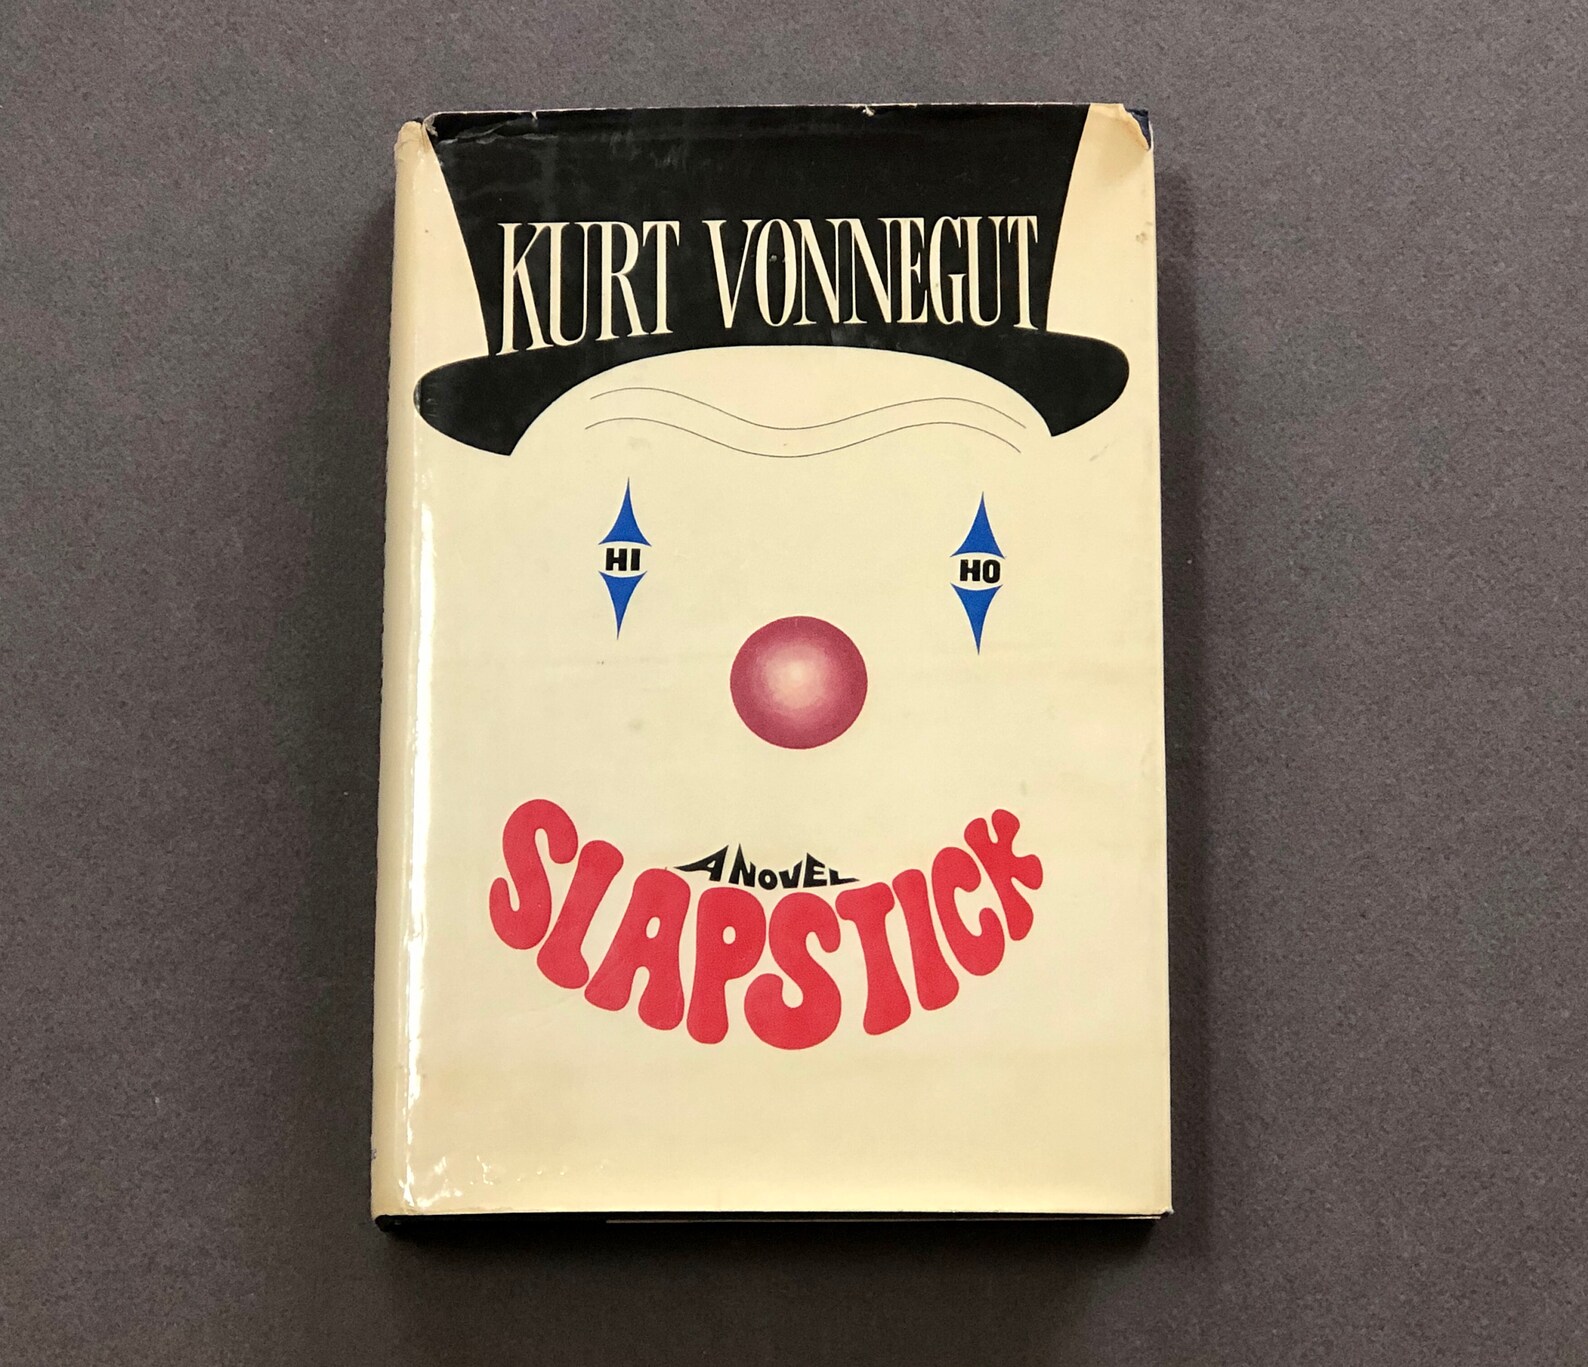 KURT VONNEGUT
HI HO
A NOVEL
SLAPSTICK